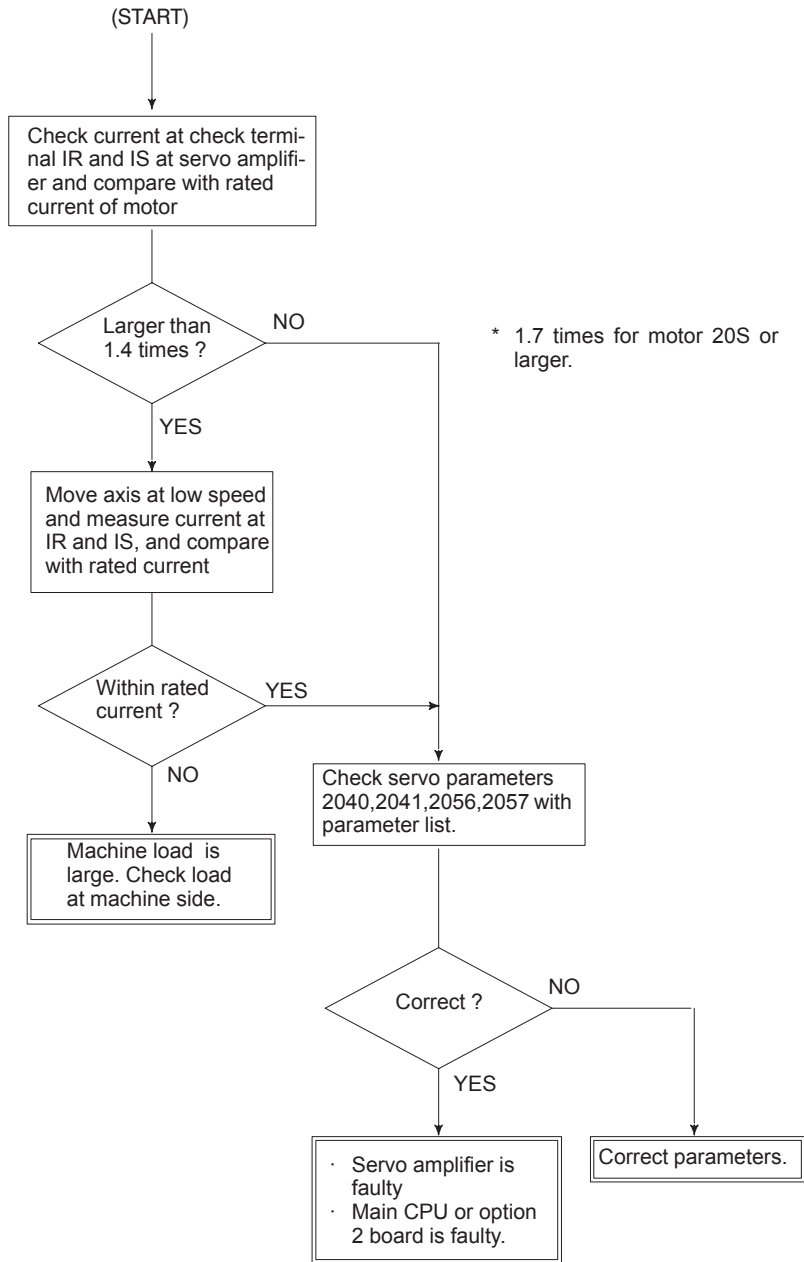 (START)
Check current at check termi-
nal IR and IS at servo amplifi-
er and compare with rated
current of motor
Larger than
1.4 times ?
NO
* 1.7 times for motor 20S or
larger.
YES
Move axis at low speed
and measure current at
IR and IS, and compare
with rated current
Within rated
current ?
YES
NO
Check servo parameters
2040,2041,2056,2057 with
parameter list.
Machine load is
large. Check load
at machine side.
Correct ?
NO
YES
· Servo amplifier is
faulty
· Main CPU or option
2 board is faulty.
Correct parameters.